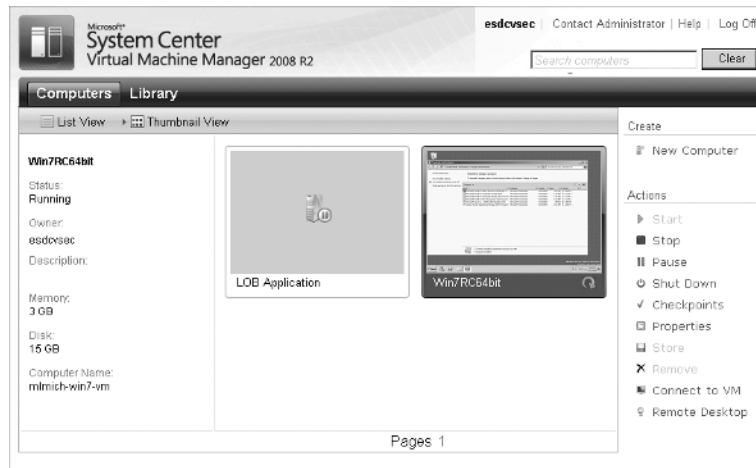 Microsoft®
System Center
Virtual Machine Manager 2008 R2
esdcvsec | Contact Administrator | Help | Log Off
Search computers
Clear
Computers Library
List View Thumbnail View
Win7RC64bit
Status:
Running
Owner:
esdcvsec
Description:
Memory:
3 GB
Disk:
15 GB
Computer Name:
mlmich-win7-vm
LOB Application
Win7RC64bit
Pages 1
Create
New Computer
Actions
Start
Stop
Pause
Shut Down
Checkpoints
Properties
Store
Remove
Connect to VM
Remote Desktop